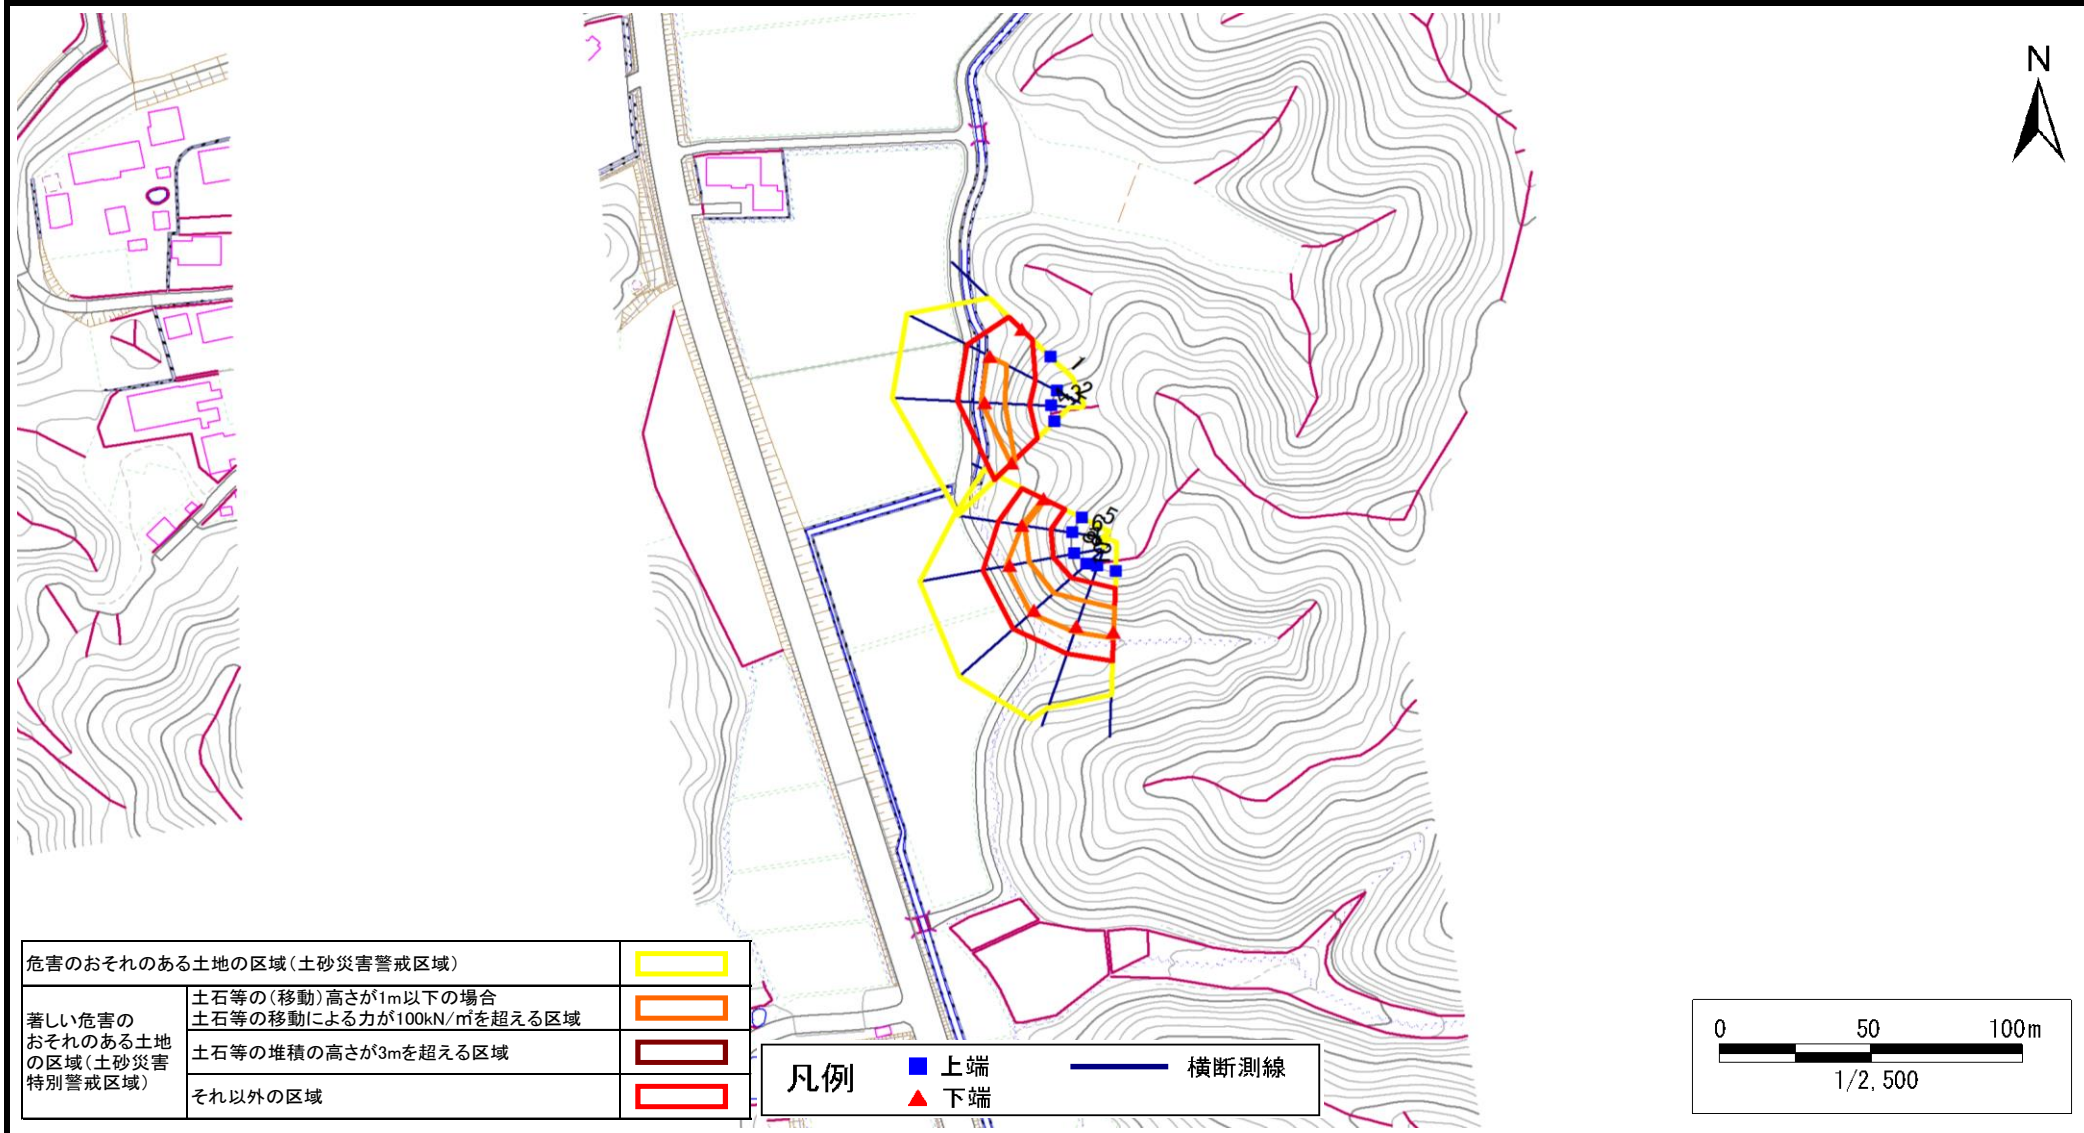 N
1
2
3
4
5
6
危害のおそれのある土地の区域(土砂災害警戒区域)
著しい危害の
おそれのある土地
の区域(土砂災害
特別警戒区域)
土石等の(移動)高さが1m以下の場合
土石等の移動による力が100kN/㎡を超える区域
土石等の堆積の高さが3mを超える区域
それ以外の区域
凡例
上端
下端
横断測線
0 50 100m
1/2,500